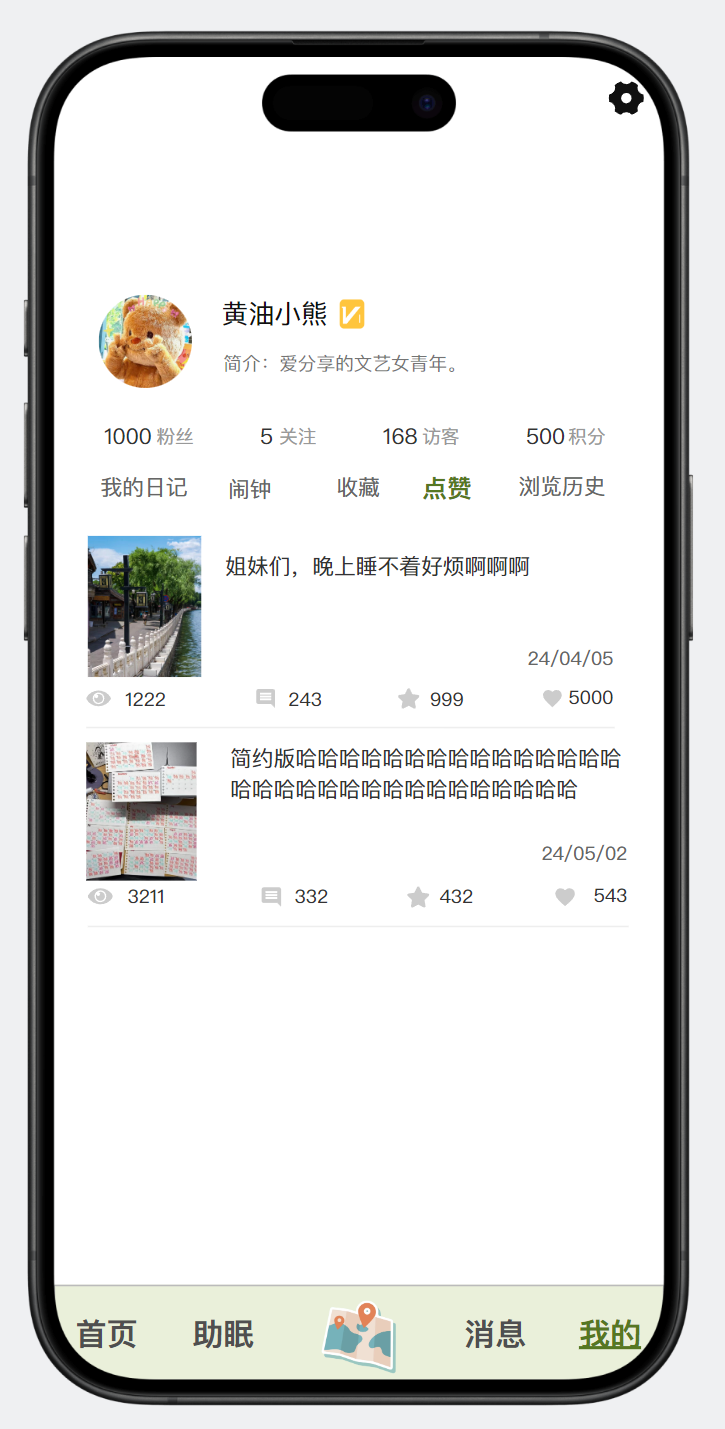 黄油小熊
简介：爱分享的文艺女青年。
1000 粉丝 5 关注 168 访客 500 积分
我的日记 闹钟 收藏 点赞 浏览历史
姐妹们，晚上睡不着好烦啊啊啊
24/04/05
1222 243 999 5000
简约版哈哈哈哈哈哈哈哈哈哈哈哈哈哈哈
哈哈哈哈哈哈哈哈哈哈哈哈哈哈哈哈
24/05/02
3211 332 432 543
首页 助眠 消息 我的